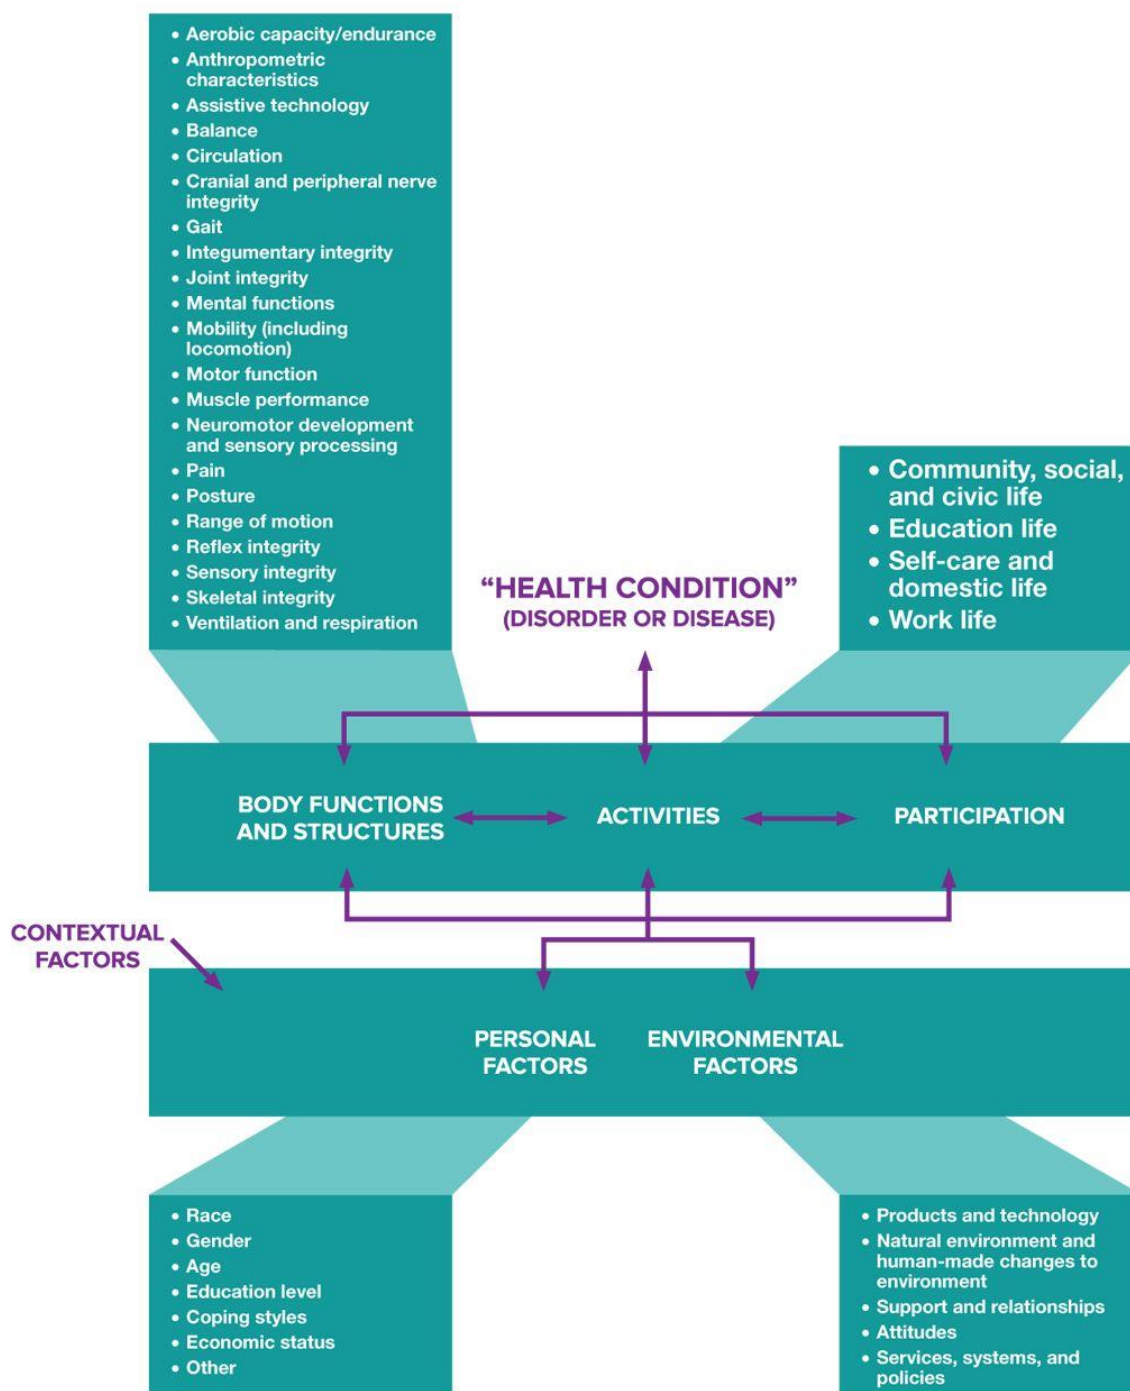 • Aerobic capacity/endurance
• Anthropometric
characteristics
• Assistive technology
• Balance
• Circulation
• Cranial and peripheral nerve
integrity
• Gait
• Integumentary integrity
• Joint integrity
• Mental functions
• Mobility (including
locomotion)
• Motor function
• Muscle performance
• Neuromotor development
and sensory processing
• Pain
• Posture
• Range of motion
• Reflex integrity
• Sensory integrity
• Skeletal integrity
• Ventilation and respiration
• Community, social,
and civic life
• Education life
• Self-care and
domestic life
• Work life
“HEALTH CONDITION”
(DISORDER OR DISEASE)
BODY FUNCTIONS
AND STRUCTURES
ACTIVITIES
PARTICIPATION
CONTEXTUAL
FACTORS
PERSONAL
FACTORS
ENVIRONMENTAL
FACTORS
• Race
• Gender
• Age
• Education level
• Coping styles
• Economic status
• Other
• Products and technology
• Natural environment and
human-made changes to
environment
• Support and relationships
• Attitudes
• Services, systems, and
policies